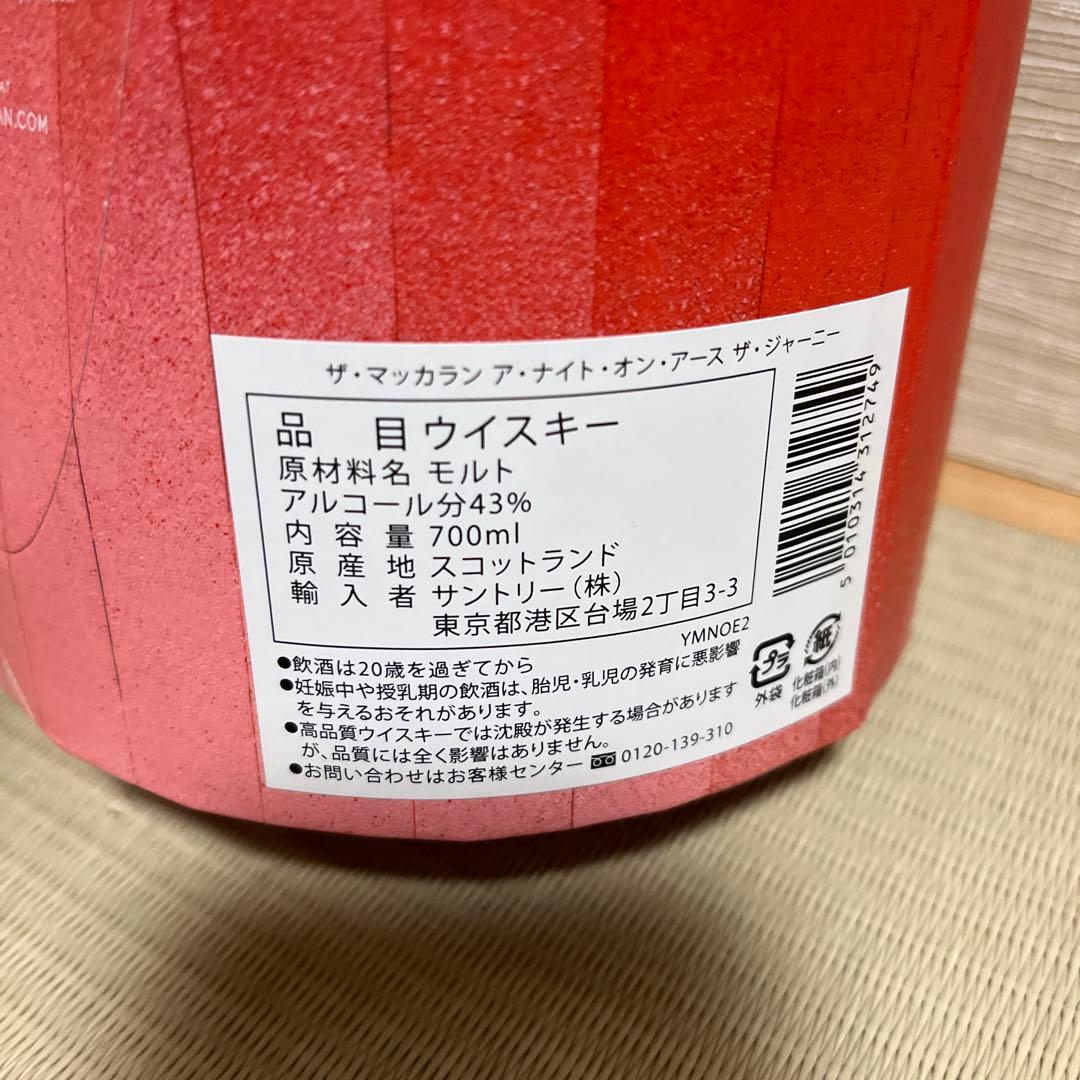 AT
AN.COM
ザ・マッカラン ア・ナイト・オン・アース ザ・ジャーニー
品 目 ウイスキー
原材料名 モルト
アルコール分43%
内容量 700ml
原産地 スコットランド
輸入者 サントリー(株)
東京都港区台場2丁目3-3
YMNOE2
●飲酒は20歳を過ぎてから
●妊娠中や授乳期の飲酒は、胎児・乳児の発育に悪影響
を与えるおそれがあります。
●高品質ウイスキーでは沈殿が発生する場合があります
が、品質には全く影響はありません。
●お問い合わせはお客様センター 0120-139-310
5 010314 312749
プラ
外袋
紙
化粧箱(内)
化粧箱(外)